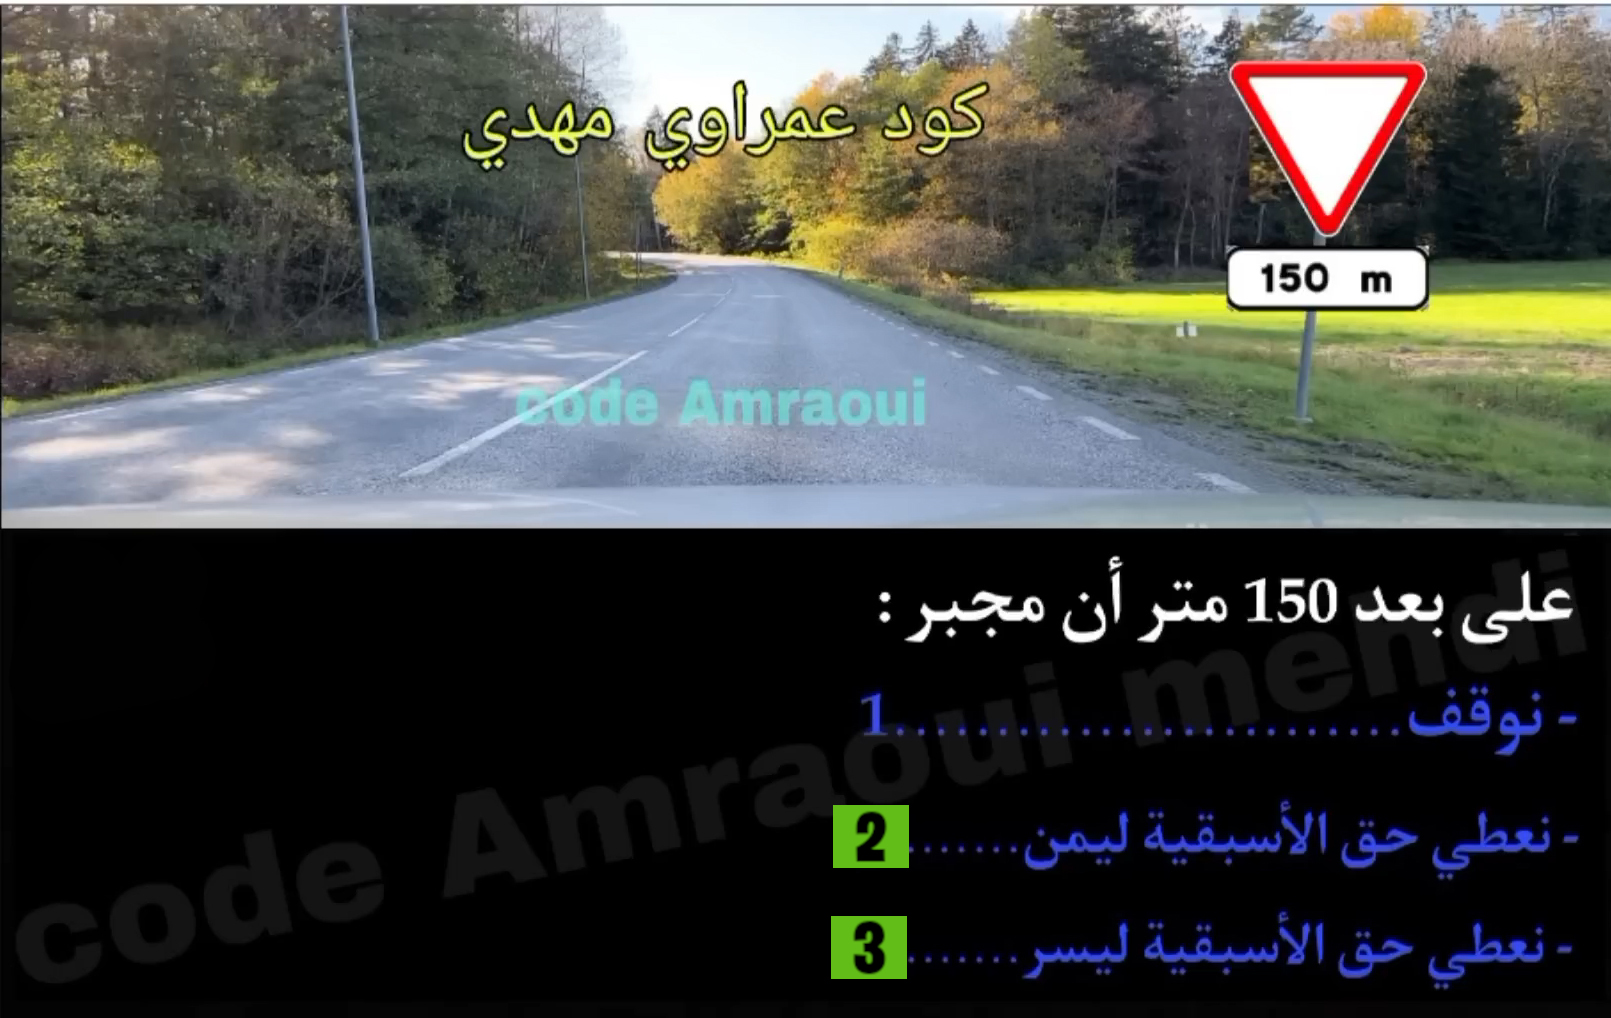 كود عمراوي مهدي
150 m
code Amraoui
على بعد 150 متر أن مجبر :
- نوقف.........................1
- نعطي حق الأسبقية ليمن.......2
- نعطي حق الأسبقية ليسر.......3
code Amraoui mehdi